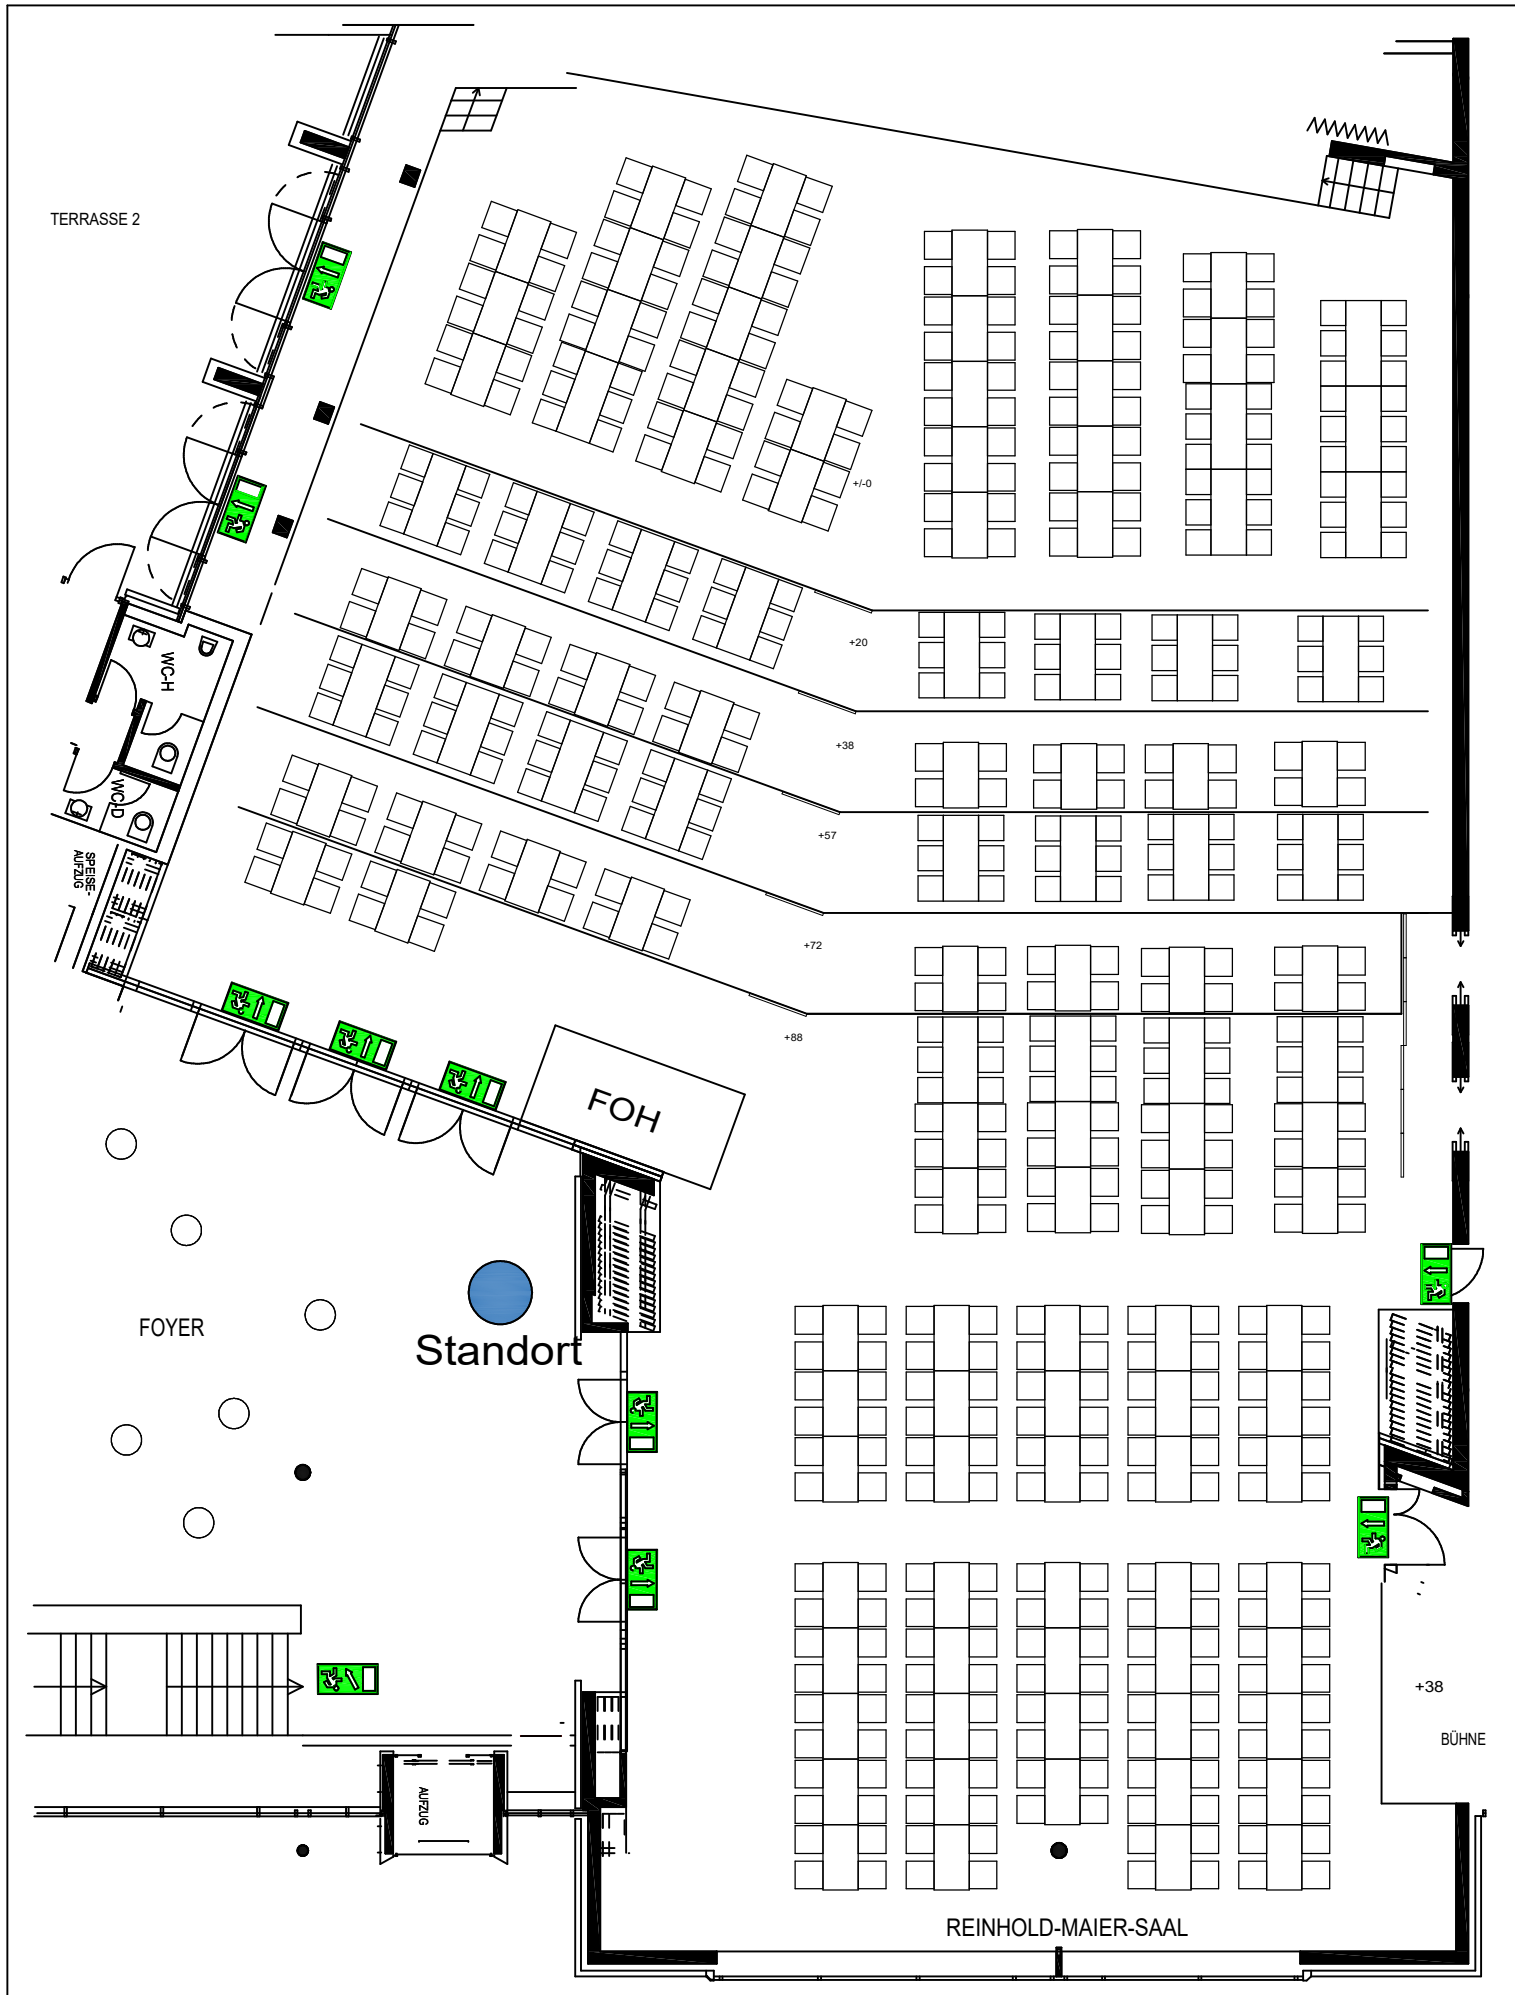 TERRASSE 2
+/-0
+20
WC-H
+38
WC-D
+57
SPEISE-
AUFZUG
+72
+88
FOH
FOYER
Standort
+38
BÜHNE
AUFZUG
REINHOLD-MAIER-SAAL